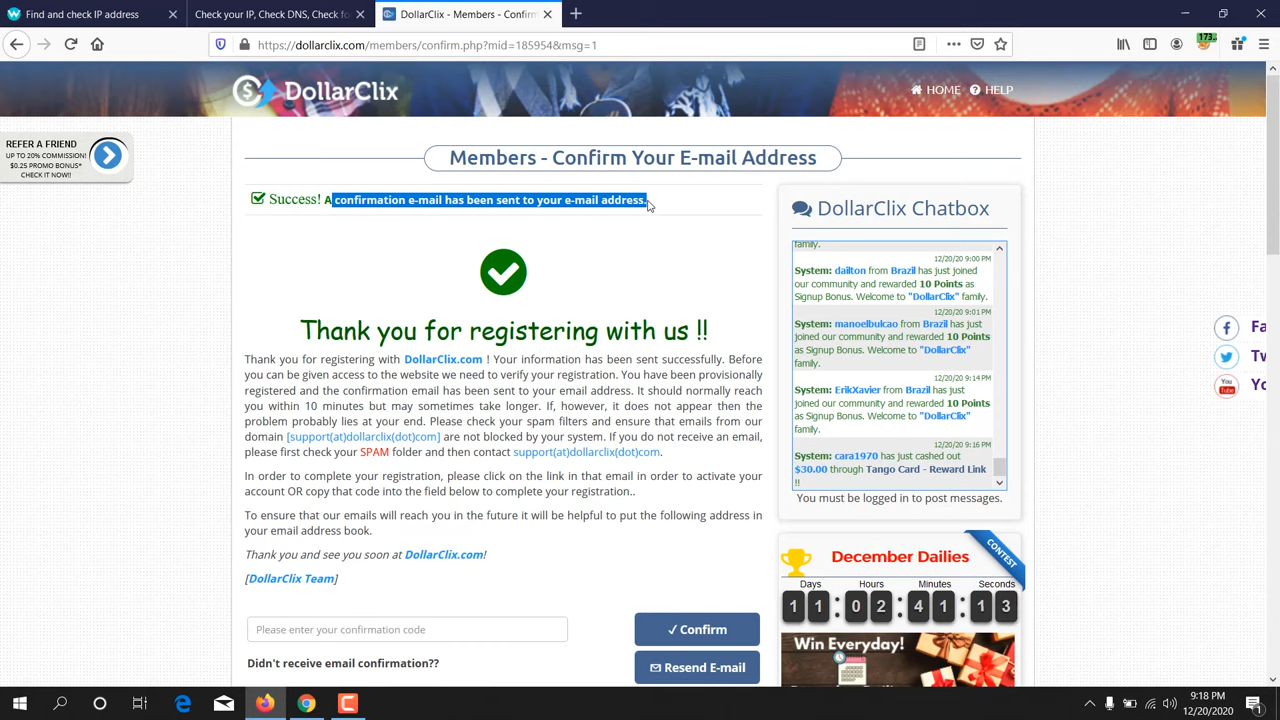 Find and check IP address
Check your IP, Check DNS, Check fo
DollarClix - Members - Confirm
https://dollarclix.com/members/confirm.php?mid=185954&msg=1
173..
DollarClix
HOME
HELP
REFER A FRIEND
UP TO 20% COMMISSION!
$0.25 PROMO BONUS*
CHECK IT NOW!!
Members - Confirm Your E-mail Address
Success! A confirmation e-mail has been sent to your e-mail address.
Thank you for registering with us !!
Thank you for registering with DollarClix.com ! Your information has been sent successfully. Before
you can be given access to the website we need to verify your registration. You have been provisionally
registered and the confirmation email has been sent to your email address. It should normally reach
you within 10 minutes but may sometimes take longer. If, however, it does not appear then the
problem probably lies at your end. Please check your spam filters and ensure that emails from our
domain [support(at)dollarclix(dot)com] are not blocked by your system. If you do not receive an email,
please first check your SPAM folder and then contact support(at)dollarclix(dot)com.
In order to complete your registration, please click on the link in that email in order to activate your
account OR copy that code into the field below to complete your registration..
To ensure that our emails will reach you in the future it will be helpful to put the following address in
your email address book.
Thank you and see you soon at DollarClix.com!
[DollarClix Team]
Please enter your confirmation code
✓ Confirm
Didn't receive email confirmation??
Resend E-mail
DollarClix Chatbox
family.
12/20/20 9:00 PM
System: dailton from Brazil has just joined
our community and rewarded 10 Points as
Signup Bonus. Welcome to "DollarClix" family.
12/20/20 9:01 PM
System: manoelbulcao from Brazil has just
joined our community and rewarded 10 Points
as Signup Bonus. Welcome to "DollarClix"
family.
12/20/20 9:14 PM
System: ErikXavier from Brazil has just
joined our community and rewarded 10 Points
as Signup Bonus. Welcome to "DollarClix"
family.
12/20/20 9:16 PM
System: cara1970 has just cashed out
$30.00 through Tango Card - Reward Link
!!
You must be logged in to post messages.
CONTEST
December Dailies
Days Hours Minutes Seconds
11:02:41:13
Win Everyday!
Fa
Tw
Yo
You
Tube
9:18 PM
12/20/2020
1